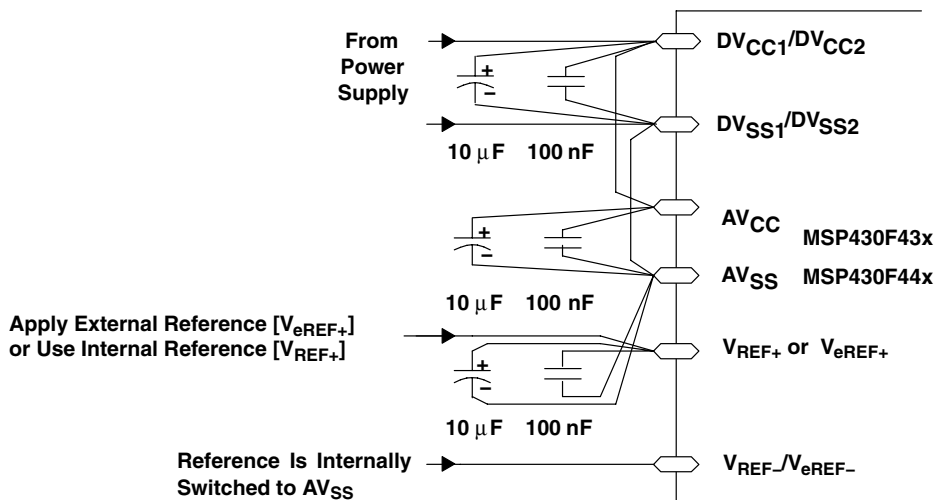 From
Power
Supply
DVCC1/DVCC2
+
−
DVSS1/DVSS2
10 μF 100 nF
AVCC
MSP430F43x
+
−
AVSS
MSP430F44x
10 μF 100 nF
Apply External Reference [VeREF+]
or Use Internal Reference [VREF+]
VREF+ or VeREF+
+
−
10 μF 100 nF
Reference Is Internally
Switched to AVSS
VREF−/VeREF−